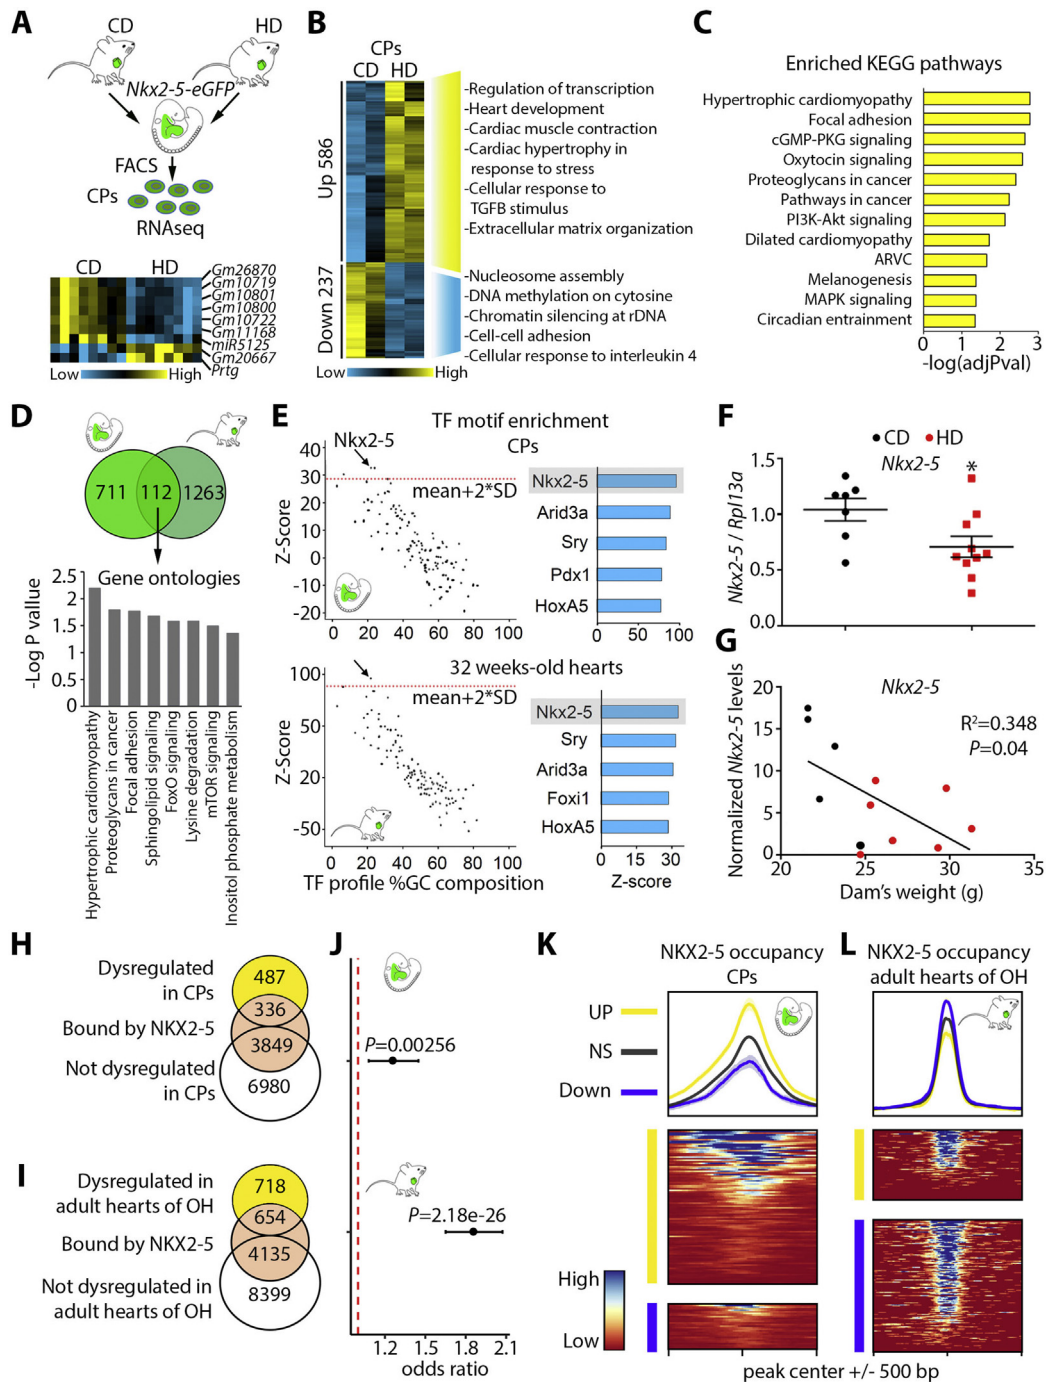 A
CD
HD
Nkx2-5-eGFP
FACS
CPs
RNAseq
CD
HD
Gm26870
Gm10719
Gm10801
Gm10800
Gm10722
Gm11168
miR5125
Gm20667
Prtg
Low
High
B
CPs
CD HD
Up 586
Down 237
-Regulation of transcription
-Heart development
-Cardiac muscle contraction
-Cardiac hypertrophy in
response to stress
-Cellular response to
TGFB stimulus
-Extracellular matrix organization
-Nucleosome assembly
-DNA methylation on cytosine
-Chromatin silencing at rDNA
-Cell-cell adhesion
-Cellular response to interleukin 4
Low
High
C
Enriched KEGG pathways
Hypertrophic cardiomyopathy
Focal adhesion
cGMP-PKG signaling
Oxytocin signaling
Proteoglycans in cancer
Pathways in cancer
PI3K-Akt signaling
Dilated cardiomyopathy
ARVC
Melanogenesis
MAPK signaling
Circadian entrainment
0 1 2 3
-log(adjPval)
D
711
112
1263
Gene ontologies
-Log P vallue
2.5
2
1.5
1
0.5
0
Hypertrophic cardiomyopathy
Proteoglycans in cancer
Focal adhesion
Sphingolipid signaling
FoxO signaling
Lysine degradation
mTOR signaling
Inositol phosphate metabolism
E
TF motif enrichment
CPs
Nkx2-5
mean+2*SD
Z-Score
40
30
20
10
0
-10
-20
0 20 40 60 80 100
Nkx2-5
Arid3a
Sry
Pdx1
HoxA5
0 50 100
32 weeks-old hearts
mean+2*SD
Z-Score
100
50
20
-50
0 20 40 60 80 100
TF profile %GC composition
Nkx2-5
Sry
Arid3a
Foxi1
HoxA5
0 15 30
Z-score
F
CD
HD
Nkx2-5
*
Nkx2-5 / Rpl13a
1.5
1.0
0.5
0.0
G
Nkx2-5
R2=0.348
P=0.04
Normalized Nkx2-5 levels
20
15
10
5
0
20 25 30 35
Dam's weight (g)
H
Dysregulated
in CPs
Bound by NKX2-5
Not dysregulated
in CPs
487
336
3849
6980
I
Dysregulated in
adult hearts of OH
Bound by NKX2-5
Not dysregulated in
adult hearts of OH
718
654
4135
8399
J
P=0.00256
P=2.18e-26
1.2 1.5 1.8 2.1
odds ratio
K
NKX2-5 occupancy
CPs
UP
NS
Down
High
Low
L
NKX2-5 occupancy
adult hearts of OH
peak center +/- 500 bp